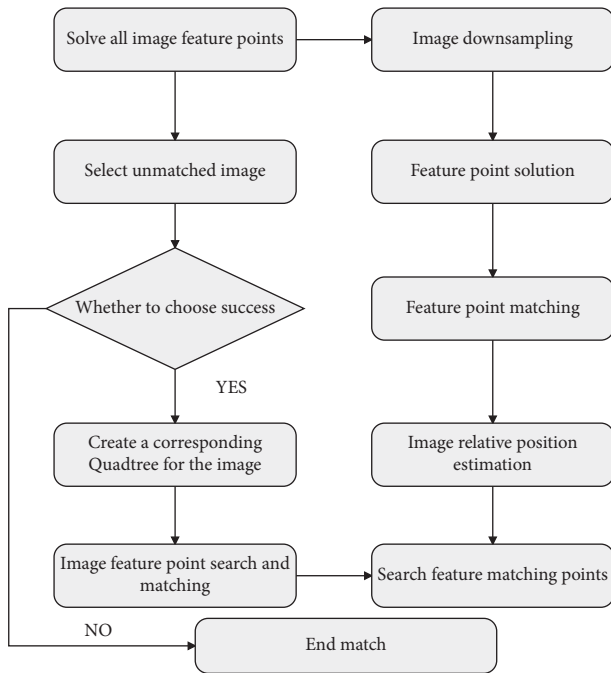 Solve all image feature points
Image downsampling
Select unmatched image
Feature point solution
Whether to choose success
Feature point matching
YES
Create a corresponding
Quadtree for the image
Image relative position
estimation
Image feature point search and
matching
Search feature matching points
NO
End match